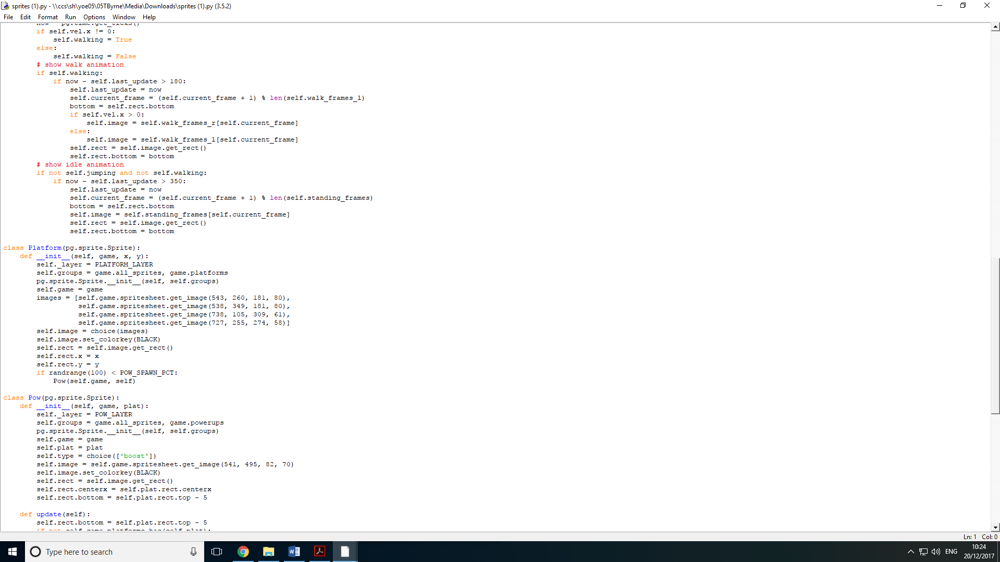 sprites (1).py - \\ccs\sh\yoe05\05TByrne\Media\Downloads\sprites (1).py (3.5.2)
File Edit Format Run Options Window Help
        now = pg.time.get_ticks()
        if self.vel.x != 0:
            self.walking = True
        else:
            self.walking = False
        # show walk animation
        if self.walking:
            if now - self.last_update > 180:
                self.last_update = now
                self.current_frame = (self.current_frame + 1) % len(self.walk_frames_l)
                bottom = self.rect.bottom
                if self.vel.x > 0:
                    self.image = self.walk_frames_r[self.current_frame]
                else:
                    self.image = self.walk_frames_l[self.current_frame]
                self.rect = self.image.get_rect()
                self.rect.bottom = bottom
        # show idle animation
        if not self.jumping and not self.walking:
            if now - self.last_update > 350:
                self.last_update = now
                self.current_frame = (self.current_frame + 1) % len(self.standing_frames)
                bottom = self.rect.bottom
                self.image = self.standing_frames[self.current_frame]
                self.rect = self.image.get_rect()
                self.rect.bottom = bottom

class Platform(pg.sprite.Sprite):
    def __init__(self, game, x, y):
        self._layer = PLATFORM_LAYER
        self.groups = game.all_sprites, game.platforms
        pg.sprite.Sprite.__init__(self, self.groups)
        self.game = game
        images = [self.game.spritesheet.get_image(543, 260, 181, 80),
                  self.game.spritesheet.get_image(538, 349, 181, 80),
                  self.game.spritesheet.get_image(738, 105, 309, 61),
                  self.game.spritesheet.get_image(727, 255, 274, 58)]
        self.image = choice(images)
        self.image.set_colorkey(BLACK)
        self.rect = self.image.get_rect()
        self.rect.x = x
        self.rect.y = y
        if randrange(100) < POW_SPAWN_PCT:
            Pow(self.game, self)

class Pow(pg.sprite.Sprite):
    def __init__(self, game, plat):
        self._layer = POW_LAYER
        self.groups = game.all_sprites, game.powerups
        pg.sprite.Sprite.__init__(self, self.groups)
        self.game = game
        self.plat = plat
        self.type = choice(['boost'])
        self.image = self.game.spritesheet.get_image(541, 495, 82, 70)
        self.image.set_colorkey(BLACK)
        self.rect = self.image.get_rect()
        self.rect.centerx = self.plat.rect.centerx
        self.rect.bottom = self.plat.rect.top - 5

    def update(self):
        self.rect.bottom = self.plat.rect.top - 5
        if not self.game.platforms.has(self.plat):
Ln: 1 Col: 0
Type here to search
ENG
10:24
20/12/2017